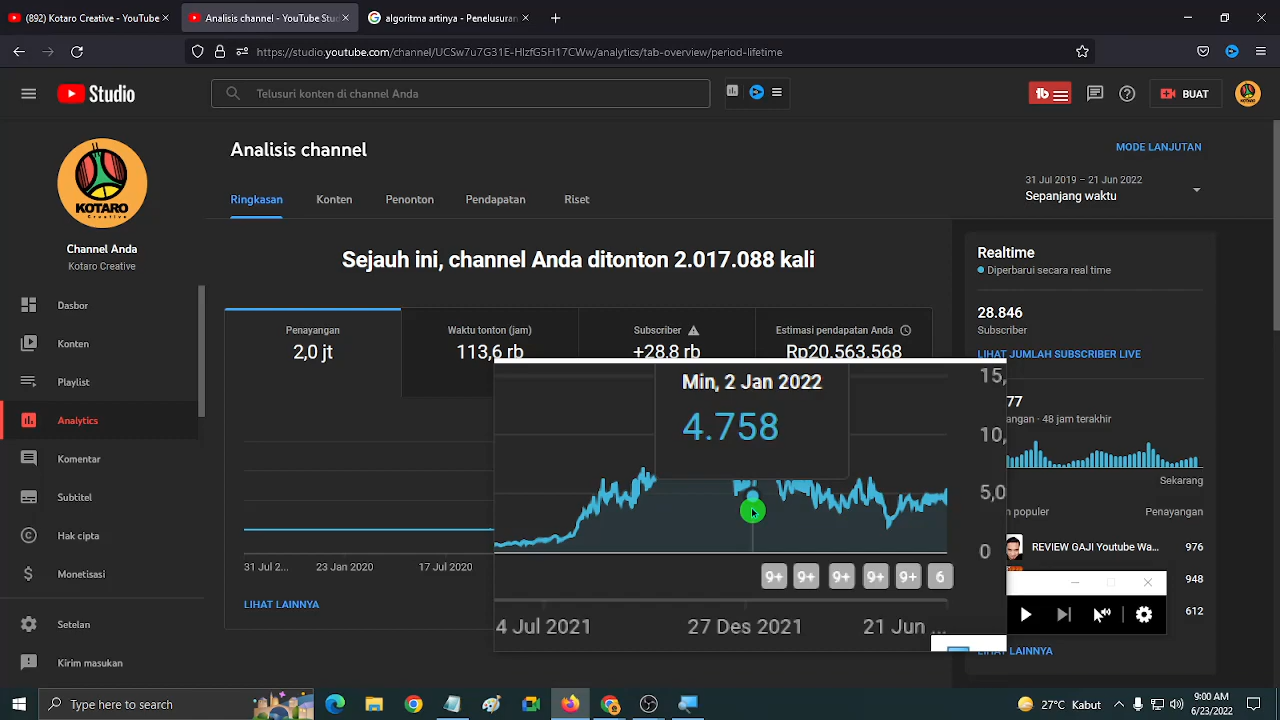 (892) Kotaro Creative - YouTube
Analisis channel - YouTube Stu
algoritma angka - Penelusuran
https://studio.youtube.com/channel/UCSw7u7G31E-HIzfG5H17CWw/analytics/tab-overview/period-lifetime
Studio
Telusuri konten di channel Anda
tb
BUAT
KOTARO
Creative
Channel Anda
Kotaro Creative
Dasbor
Konten
Playlist
Analytics
Komentar
Subtitel
Hak cipta
Monetisasi
Setelan
Kirim masukan
Analisis channel
MODE LANJUTAN
Ringkasan
Konten
Penonton
Pendapatan
Riset
31 Jul 2019 – 21 Jun 2022
Sepanjang waktu
Sejauh ini, channel Anda ditonton 2.017.088 kali
Penayangan
2,0 jt
Waktu tonton (jam)
113,6 rb
Subscriber
+28,8 rb
Estimasi pendapatan Anda
Rp20.563.568
31 Jul 2...
23 Jan 2020
17 Jul 2020
LIHAT LAINNYA
Min, 2 Jan 2022
4.758
15,
10,
5,0
0
9+ 9+ 9+ 9+ 9+ 6
4 Jul 2021
27 Des 2021
21 Jun ...
Realtime
Diperbarui secara real time
28.846
Subscriber
LIHAT JUMLAH SUBSCRIBER LIVE
77
angan · 48 jam terakhir
Sekarang
n populer
Penayangan
REVIEW GAJI Youtube Wa...
976
948
612
LIHAT LAINNYA
Type here to search
27°C Kabut
9:00 AM
6/23/2022